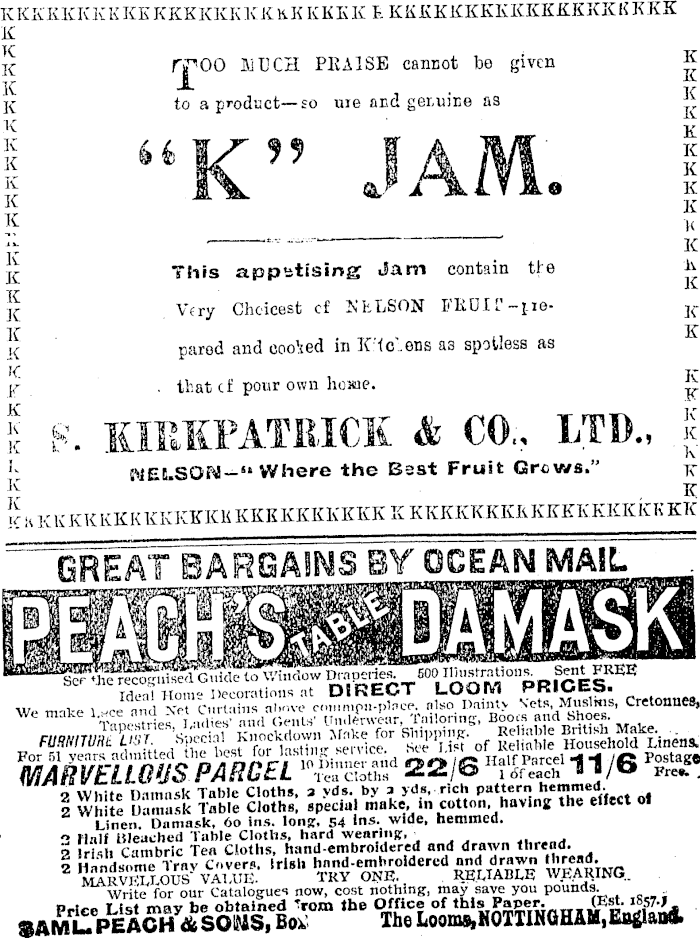 KKKKKKKKKKKKKKKKKKKKKKKKKKKKKKKKKKKKKKKKKKKK
TOO MUCH PRAISE cannot be given
to a product—so ure and genuine as
“K” JAM.
This appetising Jam contain the
Very Choicest of NELSON FRUIT—pre-
pared and cooked in Kitchens as spotless as
that of pour own home.
S. KIRKPATRICK & CO., LTD.,
NELSON—“Where the Best Fruit Grows.”
KKKKKKKKKKKKKKKKKKKKKKKKKKKKKKKKKKKKKKKKKKKK
GREAT BARGAINS BY OCEAN MAIL
PEACH'S TABLE DAMASK
See the recognised Guide to Window Draperies. 500 Illustrations. Sent FREE
Ideal Home Decorations at DIRECT LOOM PRICES.
We make Lace and Net Curtains above common-place, also Dainty Nets, Muslins, Cretonnes,
Tapestries, Ladies' and Gents' Underwear, Tailoring, Boots and Shoes.
FURNITURE LIST. Special Knockdown Make for Shipping. Reliable British Make.
For 51 years admitted the best for lasting service. See List of Reliable Household Linens.
MARVELLOUS PARCEL 10 Dinner and Tea Cloths 22/6 Half Parcel 1 of each 11/6 Postage Free.
2 White Damask Table Cloths, 2 yds. by 2 yds., rich pattern hemmed.
2 White Damask Table Cloths, special make, in cotton, having the effect of
Linen, Damask, 60 ins. long, 54 ins. wide, hemmed.
2 Half Bleached Table Cloths, hard wearing,
2 Irish Cambric Tea Cloths, hand-embroidered and drawn thread.
2 Handsome Tray Covers, Irish hand-embroidered and drawn thread.
MARVELLOUS VALUE. TRY ONE. RELIABLE WEARING.
Write for our Catalogues now, cost nothing, may save you pounds.
Price List may be obtained from the Office of this Paper. (Est. 1857.)
SAML. PEACH & SONS, Box The Looms, NOTTINGHAM, England.